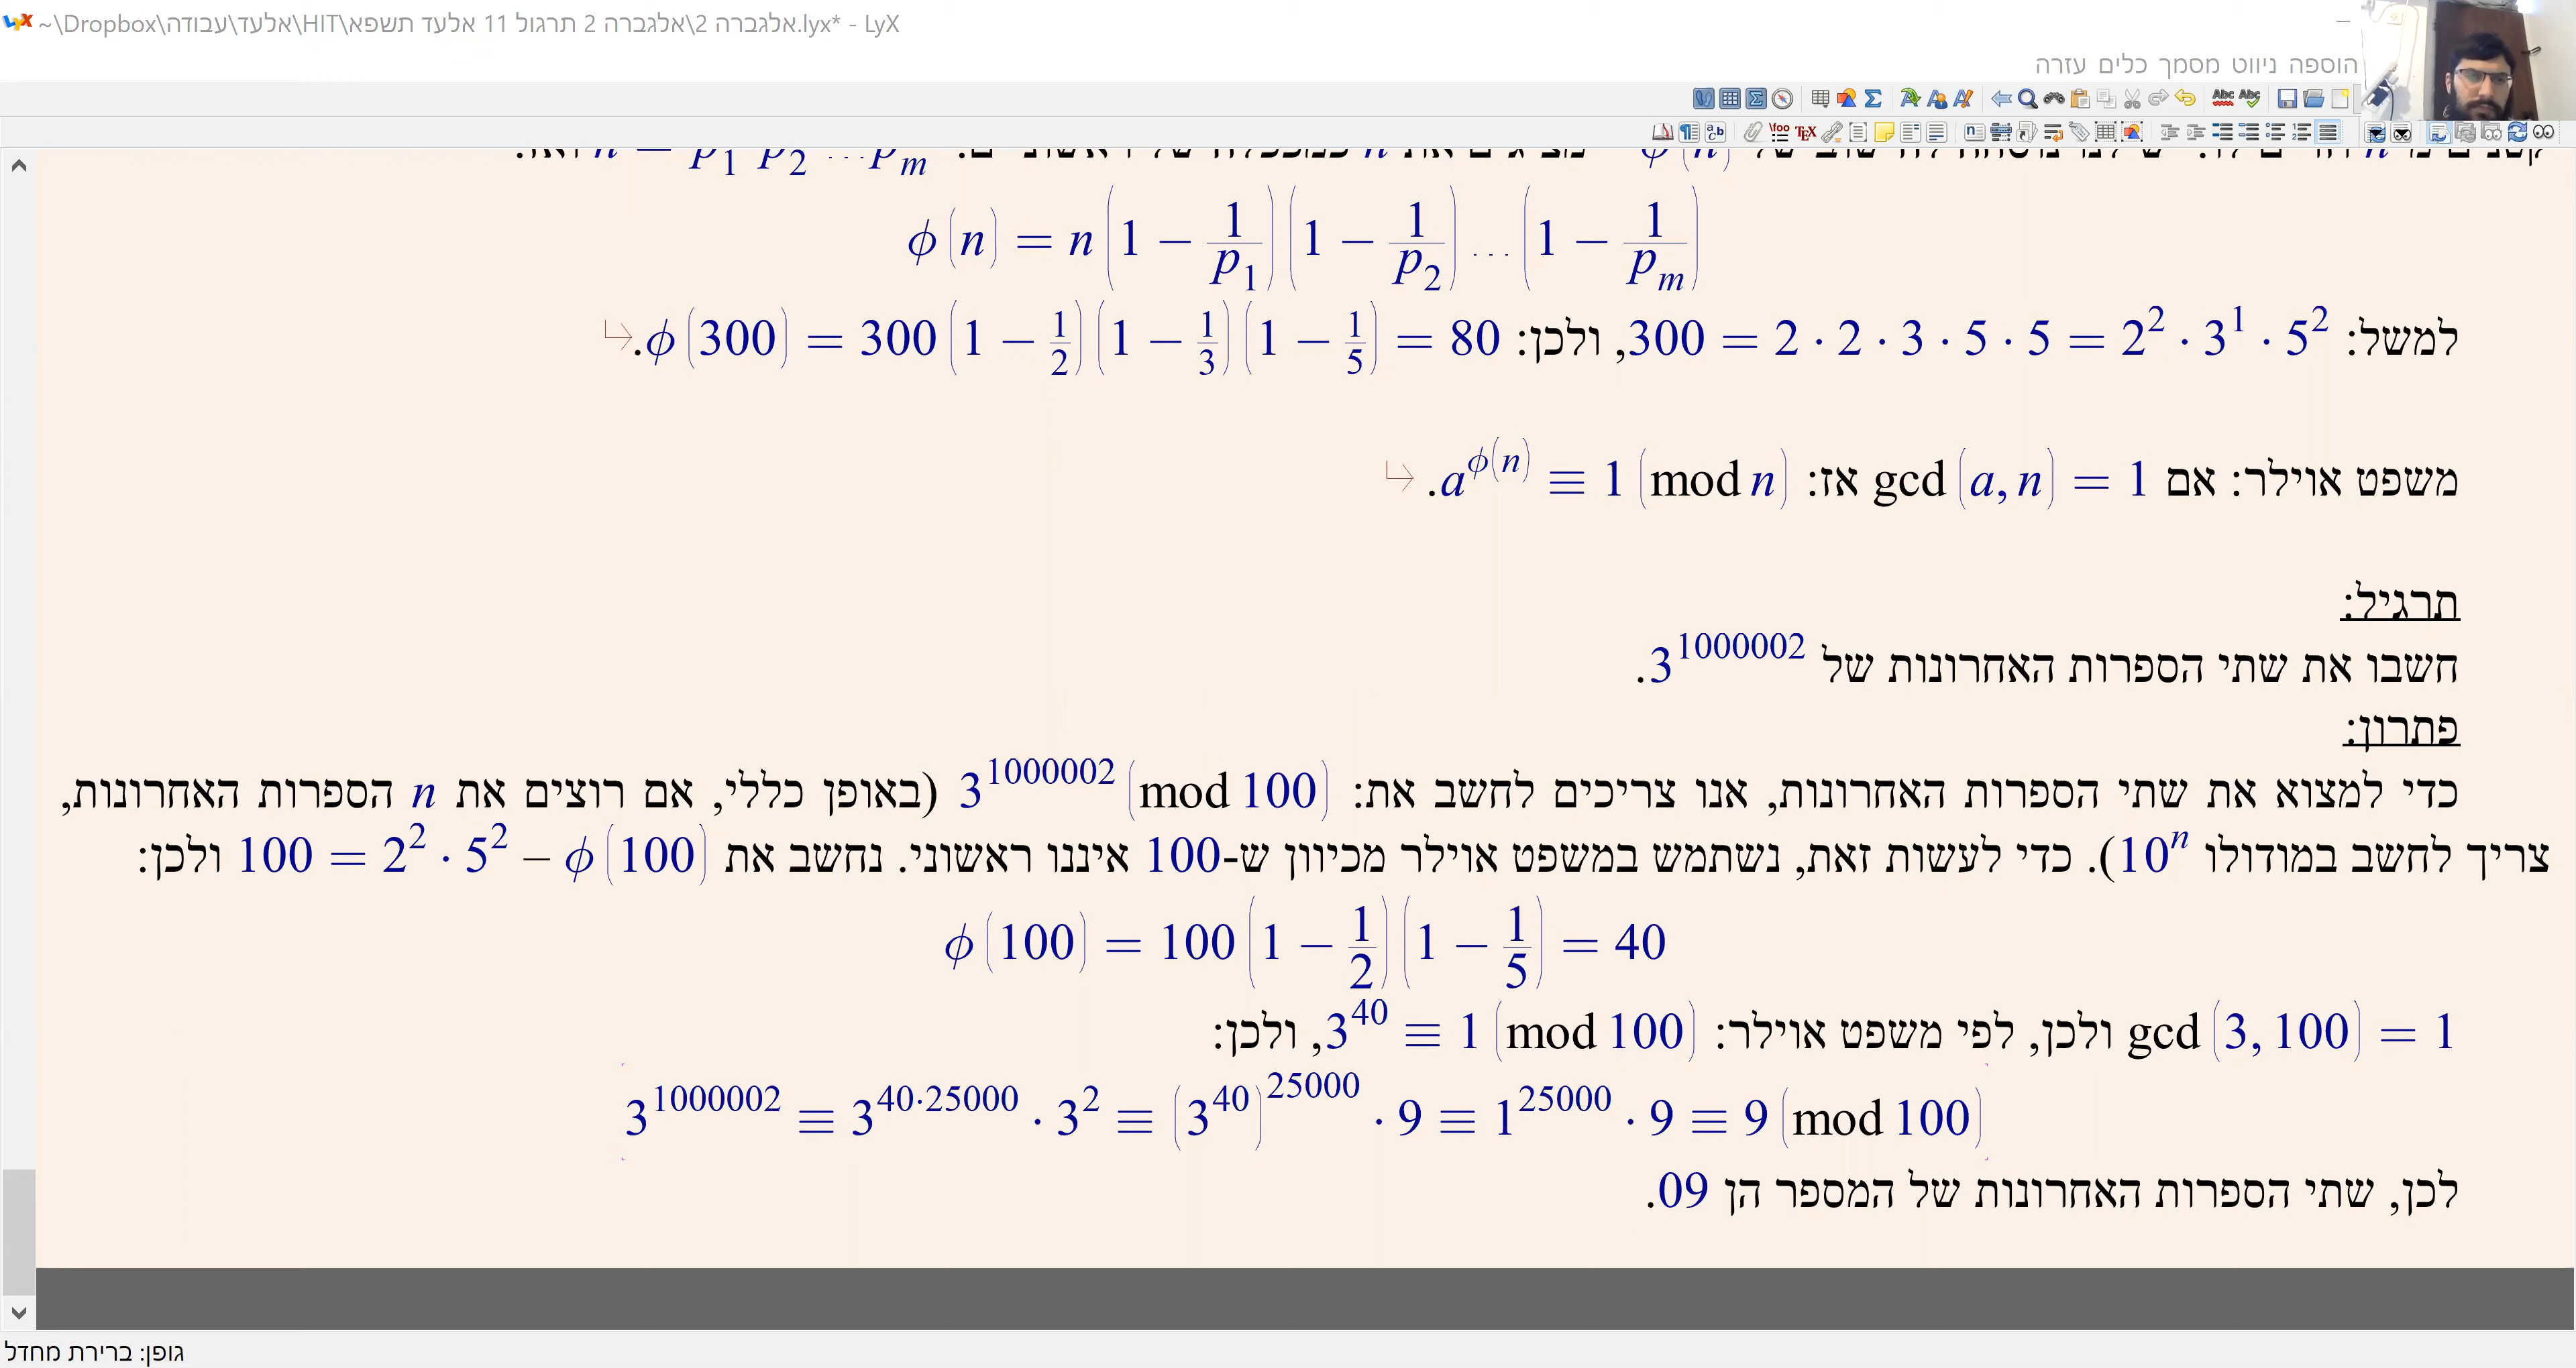 ~\Dropbox\אלגברה 2\אלגברה 2 תרגול 11 אלעד תשפא\HIT\אלעד\עבודה.lyx* - LyX
הוספה ניווט מסמך כלים עזרה
ϕ(n) = n(1 − 1/p₁)(1 − 1/p₂)…(1 − 1/pₘ)
למשל: 300 = 2 · 2 · 3 · 5 · 5 = 2² · 3¹ · 5², ולכן: ϕ(300) = 300(1 − 1/2)(1 − 1/3)(1 − 1/5) = 80.
משפט אוילר: אם gcd(a, n) = 1 אז: a^ϕ(n) ≡ 1 (mod n).
תרגיל:
חשבו את שתי הספרות האחרונות של 3^1000002.
פתרון:
כדי למצוא את שתי הספרות האחרונות, אנו צריכים לחשב את: 3^1000002 (mod 100) (באופן כללי, אם רוצים את n הספרות האחרונות,
צריך לחשב במודולו 10ⁿ). כדי לעשות זאת, נשתמש במשפט אוילר מכיוון ש-100 איננו ראשוני. נחשב את ϕ(100) – 100 = 2² · 5² ולכן:
ϕ(100) = 100(1 − 1/2)(1 − 1/5) = 40
gcd(3, 100) = 1 ולכן, לפי משפט אוילר: 3^40 ≡ 1 (mod 100), ולכן:
3^1000002 ≡ 3^(40·25000) · 3² ≡ (3^40)^25000 · 9 ≡ 1^25000 · 9 ≡ 9 (mod 100)
לכן, שתי הספרות האחרונות של המספר הן 09.
גופן: ברירת מחדל